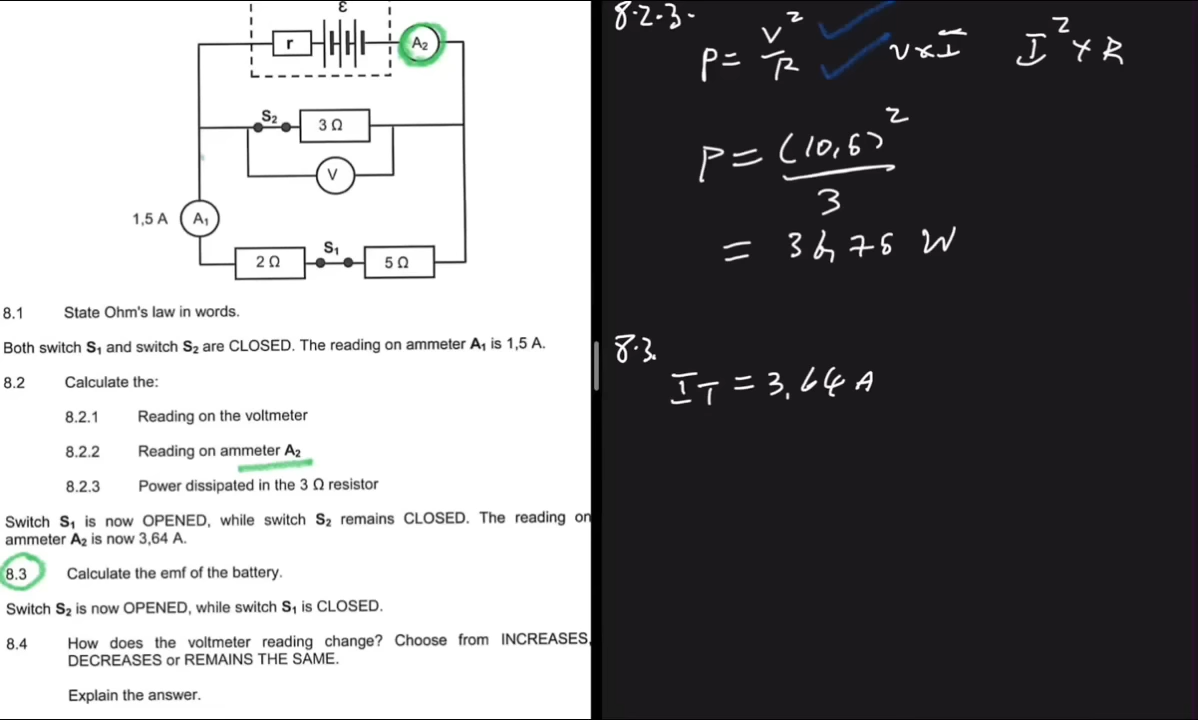 ε
r
A₂
S₂
3 Ω
V
1,5 A
A₁
2 Ω
S₁
5 Ω
8.1 State Ohm's law in words.
Both switch S₁ and switch S₂ are CLOSED. The reading on ammeter A₁ is 1,5 A.
8.2 Calculate the:
8.2.1 Reading on the voltmeter
8.2.2 Reading on ammeter A₂
8.2.3 Power dissipated in the 3 Ω resistor
Switch S₁ is now OPENED, while switch S₂ remains CLOSED. The reading on
ammeter A₂ is now 3,64 A.
8.3 Calculate the emf of the battery.
Switch S₂ is now OPENED, while switch S₁ is CLOSED.
8.4 How does the voltmeter reading change? Choose from INCREASES,
DECREASES or REMAINS THE SAME.
Explain the answer.
8.2.3.
P = V²/R V×I I²×R
P = (10,5)²/3
= 36,75 W
8.3.
I_T = 3,64 A